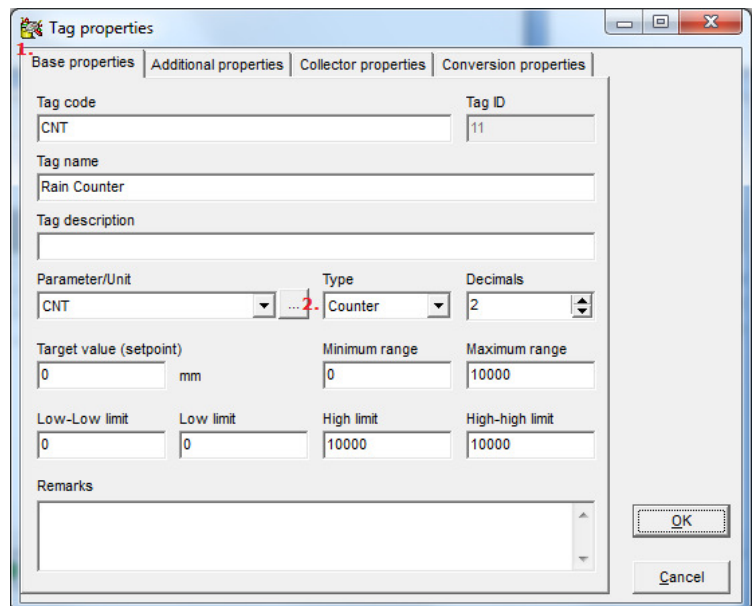 Tag properties
1.
Base properties Additional properties Collector properties Conversion properties
Tag code Tag ID
CNT 11
Tag name
Rain Counter
Tag description
Parameter/Unit Type Decimals
CNT ... 2. Counter 2
Target value (setpoint) Minimum range Maximum range
0 mm 0 10000
Low-Low limit Low limit High limit High-high limit
0 0 10000 10000
Remarks
OK
Cancel